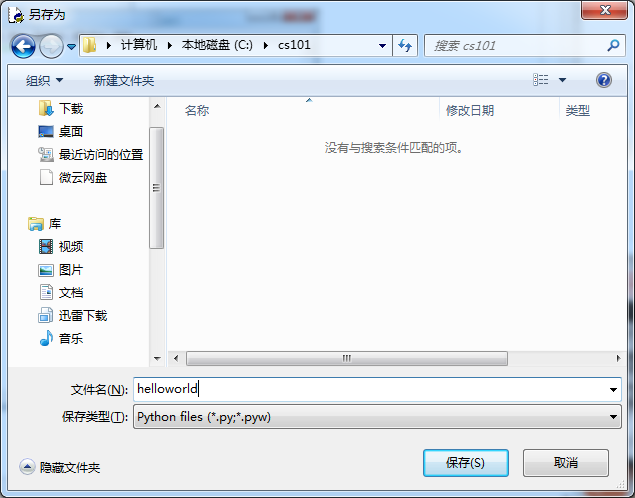 另存为
计算机 本地磁盘 (C:) cs101
搜索 cs101
组织 新建文件夹
名称 修改日期 类型
没有与搜索条件匹配的项。
下载
桌面
最近访问的位置
微云网盘
库
视频
图片
文档
迅雷下载
音乐
文件名(N): helloworld
保存类型(T): Python files (*.py;*.pyw)
隐藏文件夹 保存(S) 取消